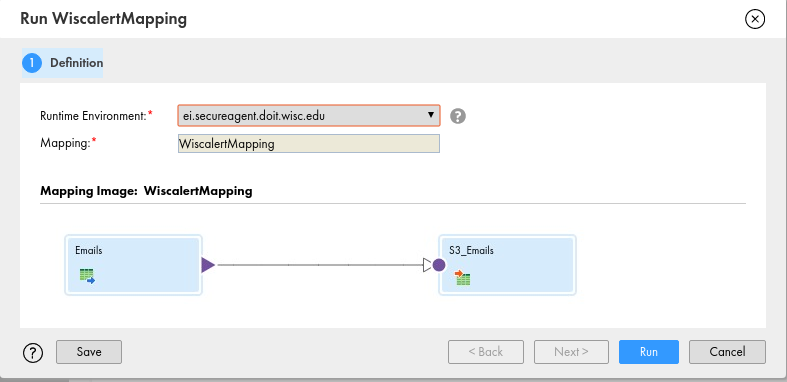 Run WiscalertMapping
1 Definition
Runtime Environment:* ei.secureagent.doit.wisc.edu ?
Mapping:* WiscalertMapping
Mapping Image: WiscalertMapping
Emails S3_Emails
? Save < Back Next > Run Cancel